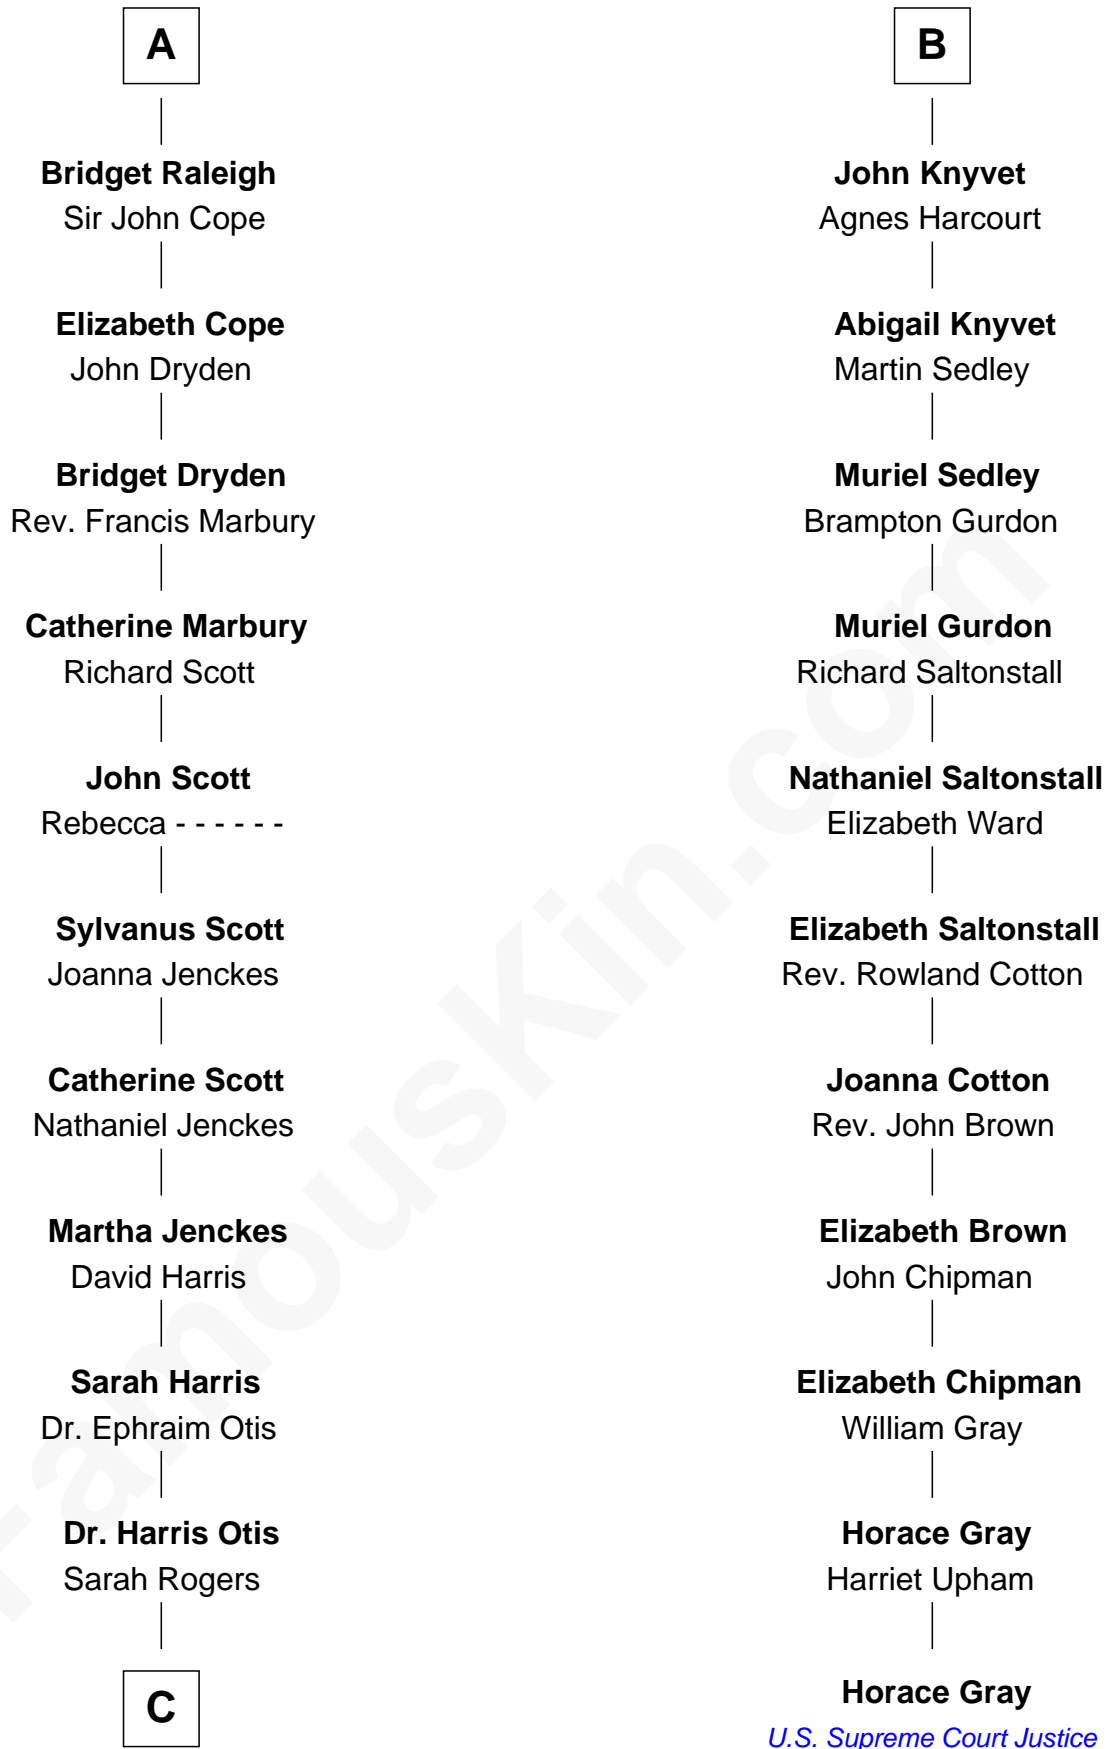 A
Bridget Raleigh
Sir John Cope
Elizabeth Cope
John Dryden
Bridget Dryden
Rev. Francis Marbury
Catherine Marbury
Richard Scott
John Scott
Rebecca - - - - - -
Sylvanus Scott
Joanna Jenckes
Catherine Scott
Nathaniel Jenckes
Martha Jenckes
David Harris
Sarah Harris
Dr. Ephraim Otis
Dr. Harris Otis
Sarah Rogers
C
B
John Knyvet
Agnes Harcourt
Abigail Knyvet
Martin Sedley
Muriel Sedley
Brampton Gurdon
Muriel Gurdon
Richard Saltonstall
Nathaniel Saltonstall
Elizabeth Ward
Elizabeth Saltonstall
Rev. Rowland Cotton
Joanna Cotton
Rev. John Brown
Elizabeth Brown
John Chipman
Elizabeth Chipman
William Gray
Horace Gray
Harriet Upham
Horace Gray
U.S. Supreme Court Justice
FamousKin.com